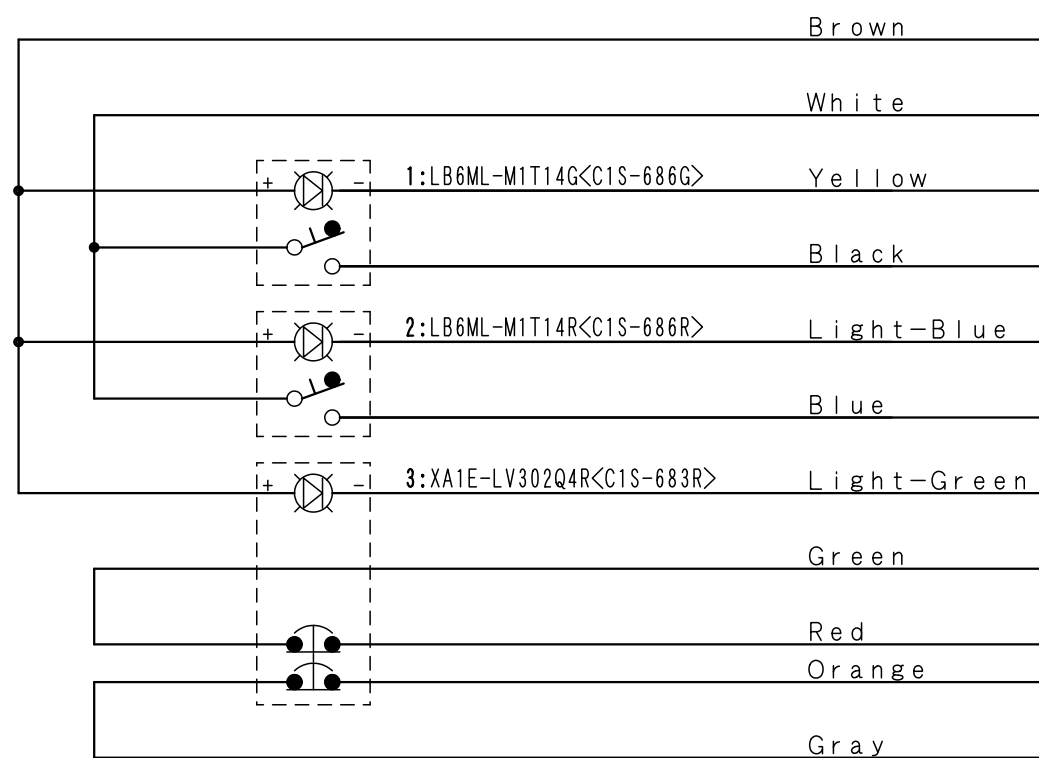 Brown
White
+ - 1:LB6ML-M1T14G<C1S-686G> Yellow
Black
+ - 2:LB6ML-M1T14R<C1S-686R> Light-Blue
Blue
+ - 3:XA1E-LV302Q4R<C1S-683R> Light-Green
Green
Red
Orange
Gray